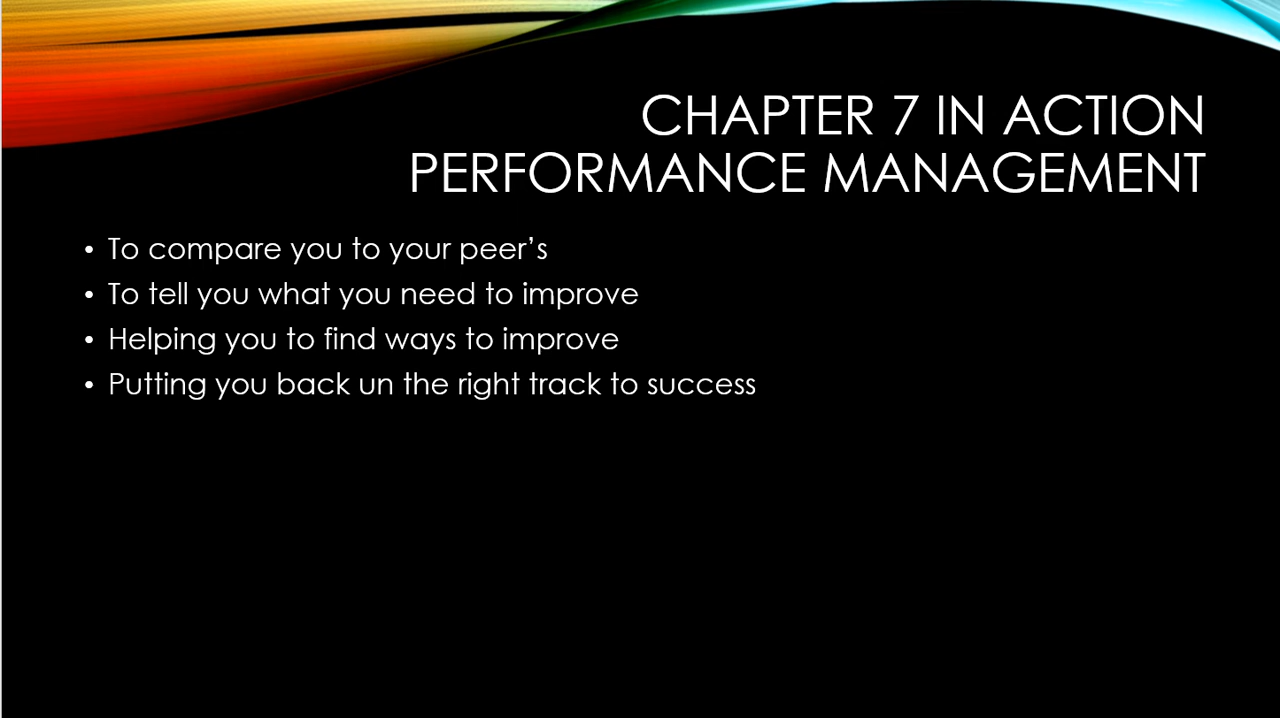 CHAPTER 7 IN ACTION
PERFORMANCE MANAGEMENT
• To compare you to your peer’s
• To tell you what you need to improve
• Helping you to find ways to improve
• Putting you back un the right track to success